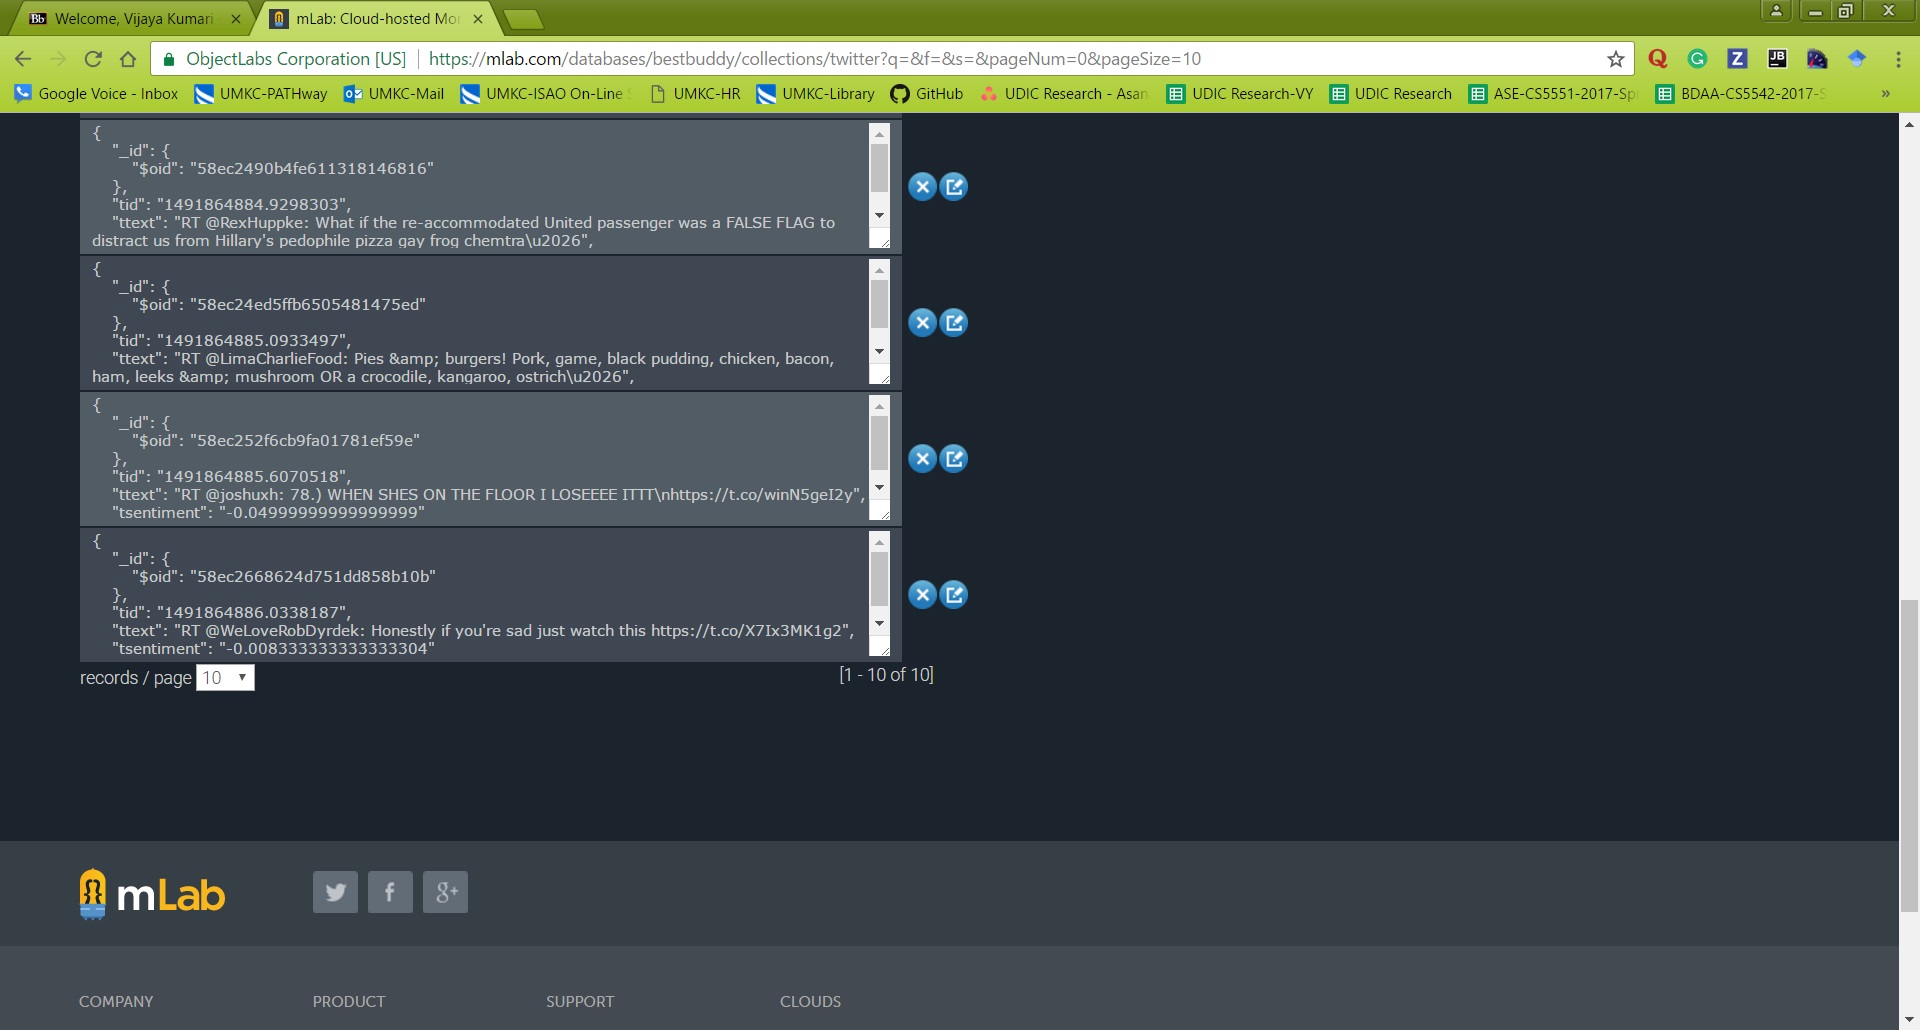 Welcome, Vijaya Kumari
mLab: Cloud-hosted Mo
ObjectLabs Corporation [US]
https://mlab.com/databases/bestbuddy/collections/twitter?q=&f=&s=&pageNum=0&pageSize=10
Google Voice - Inbox UMKC-PATHway UMKC-Mail UMKC-ISAO On-Line UMKC-HR UMKC-Library GitHub UDIC Research - Asan UDIC Research-VY UDIC Research ASE-CS5551-2017-Sp BDAA-CS5542-2017-S »
{
"_id": {
"$oid": "58ec2490b4fe611318146816"
},
"tid": "1491864884.9298303",
"ttext": "RT @RexHuppke: What if the re-accommodated United passenger was a FALSE FLAG to
distract us from Hillary's pedophile pizza gay frog chemtra\u2026",
{
"_id": {
"$oid": "58ec24ed5ffb6505481475ed"
},
"tid": "1491864885.0933497",
"ttext": "RT @LimaCharlieFood: Pies &amp; burgers! Pork, game, black pudding, chicken, bacon,
ham, leeks &amp; mushroom OR a crocodile, kangaroo, ostrich\u2026",
{
"_id": {
"$oid": "58ec252f6cb9fa01781ef59e"
},
"tid": "1491864885.6070518",
"ttext": "RT @joshuxh: 78.) WHEN SHES ON THE FLOOR I LOSEEEE ITTT\nhttps://t.co/winN5geI2y",
"tsentiment": "-0.04999999999999999"
{
"_id": {
"$oid": "58ec2668624d751dd858b10b"
},
"tid": "1491864886.0338187",
"ttext": "RT @WeLoveRobDyrdek: Honestly if you're sad just watch this https://t.co/X7Ix3MK1g2",
"tsentiment": "-0.008333333333333304"
records / page 10
[1 - 10 of 10]
mLab
COMPANY PRODUCT SUPPORT CLOUDS